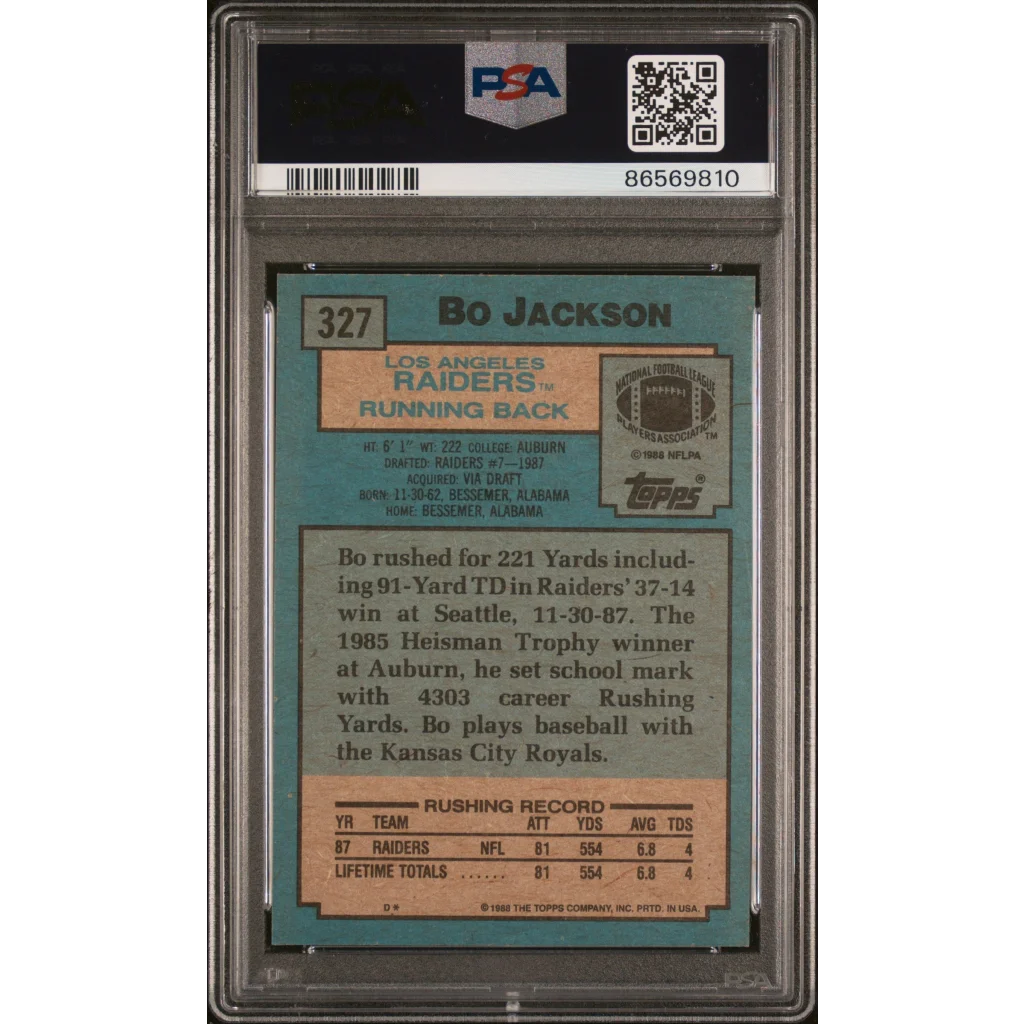 PSA
86569810
327
BO JACKSON
LOS ANGELES
RAIDERS™
RUNNING BACK
NATIONAL FOOTBALL LEAGUE
PLAYERS ASSOCIATION™
©1988 NFLPA
topps®
HT: 6' 1" WT: 222 COLLEGE: AUBURN
DRAFTED: RAIDERS #7—1987
ACQUIRED: VIA DRAFT
BORN: 11-30-62, BESSEMER, ALABAMA
HOME: BESSEMER, ALABAMA
Bo rushed for 221 Yards includ-
ing 91-Yard TD in Raiders' 37-14
win at Seattle, 11-30-87. The
1985 Heisman Trophy winner
at Auburn, he set school mark
with 4303 career Rushing
Yards. Bo plays baseball with
the Kansas City Royals.
RUSHING RECORD
YR TEAM ATT YDS AVG TDS
87 RAIDERS NFL 81 554 6.8 4
LIFETIME TOTALS ...... 81 554 6.8 4
D* ©1988 THE TOPPS COMPANY, INC. PRTD. IN USA.
PSA